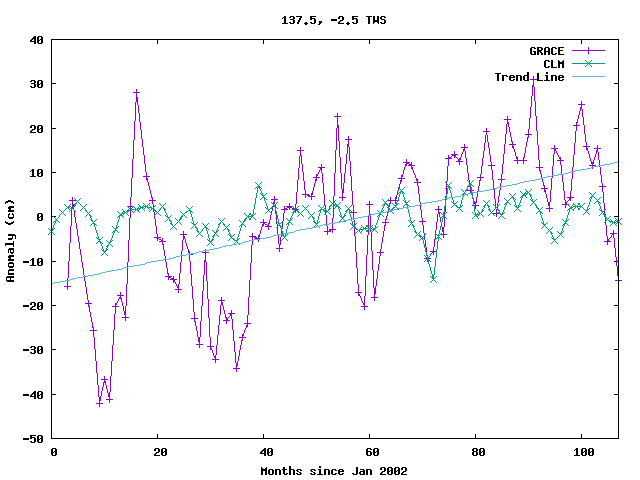 137.5, -2.5 TWS
GRACE
CLM
Trend Line
40
30
20
10
0
-10
-20
-30
-40
-50
Anomaly (cm)
0 20 40 60 80 100
Months since Jan 2002